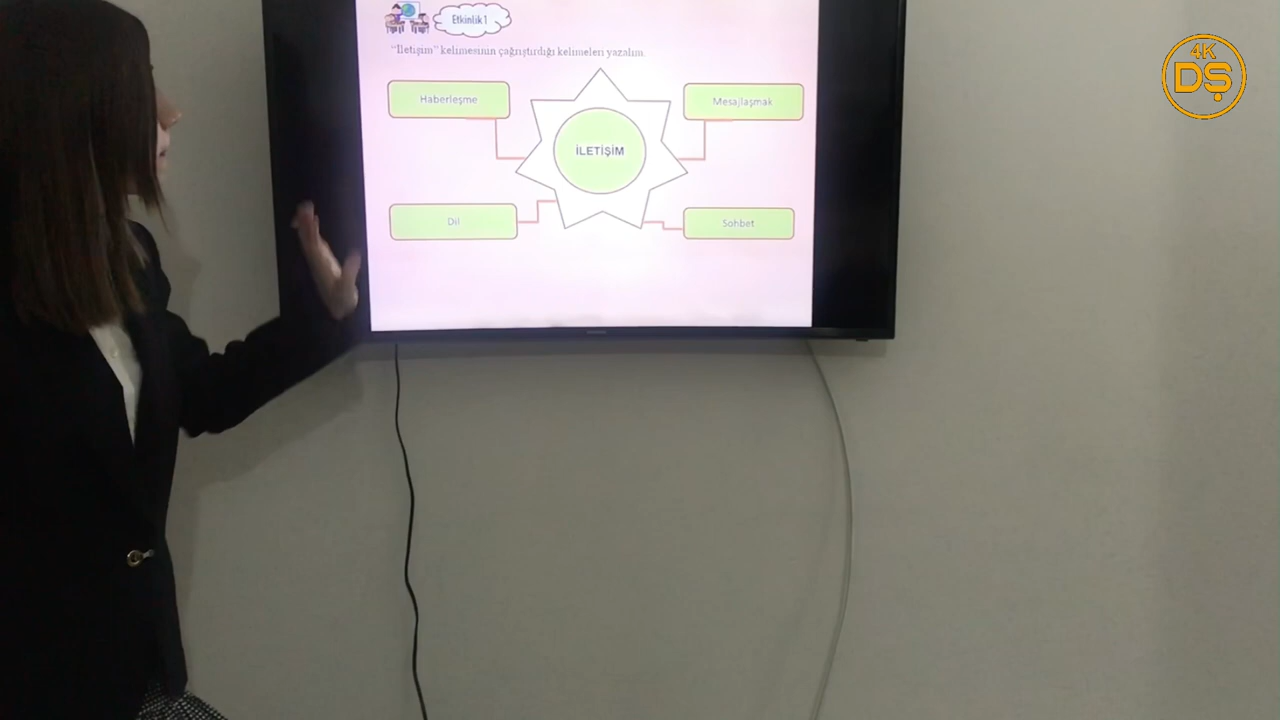 Etkinlik 1
"İletişim" kelimesinin çağrıştırdığı kelimeleri yazalım.
Haberleşme
Mesajlaşmak
İLETİŞİM
Dil
Sohbet
4K
DŞ